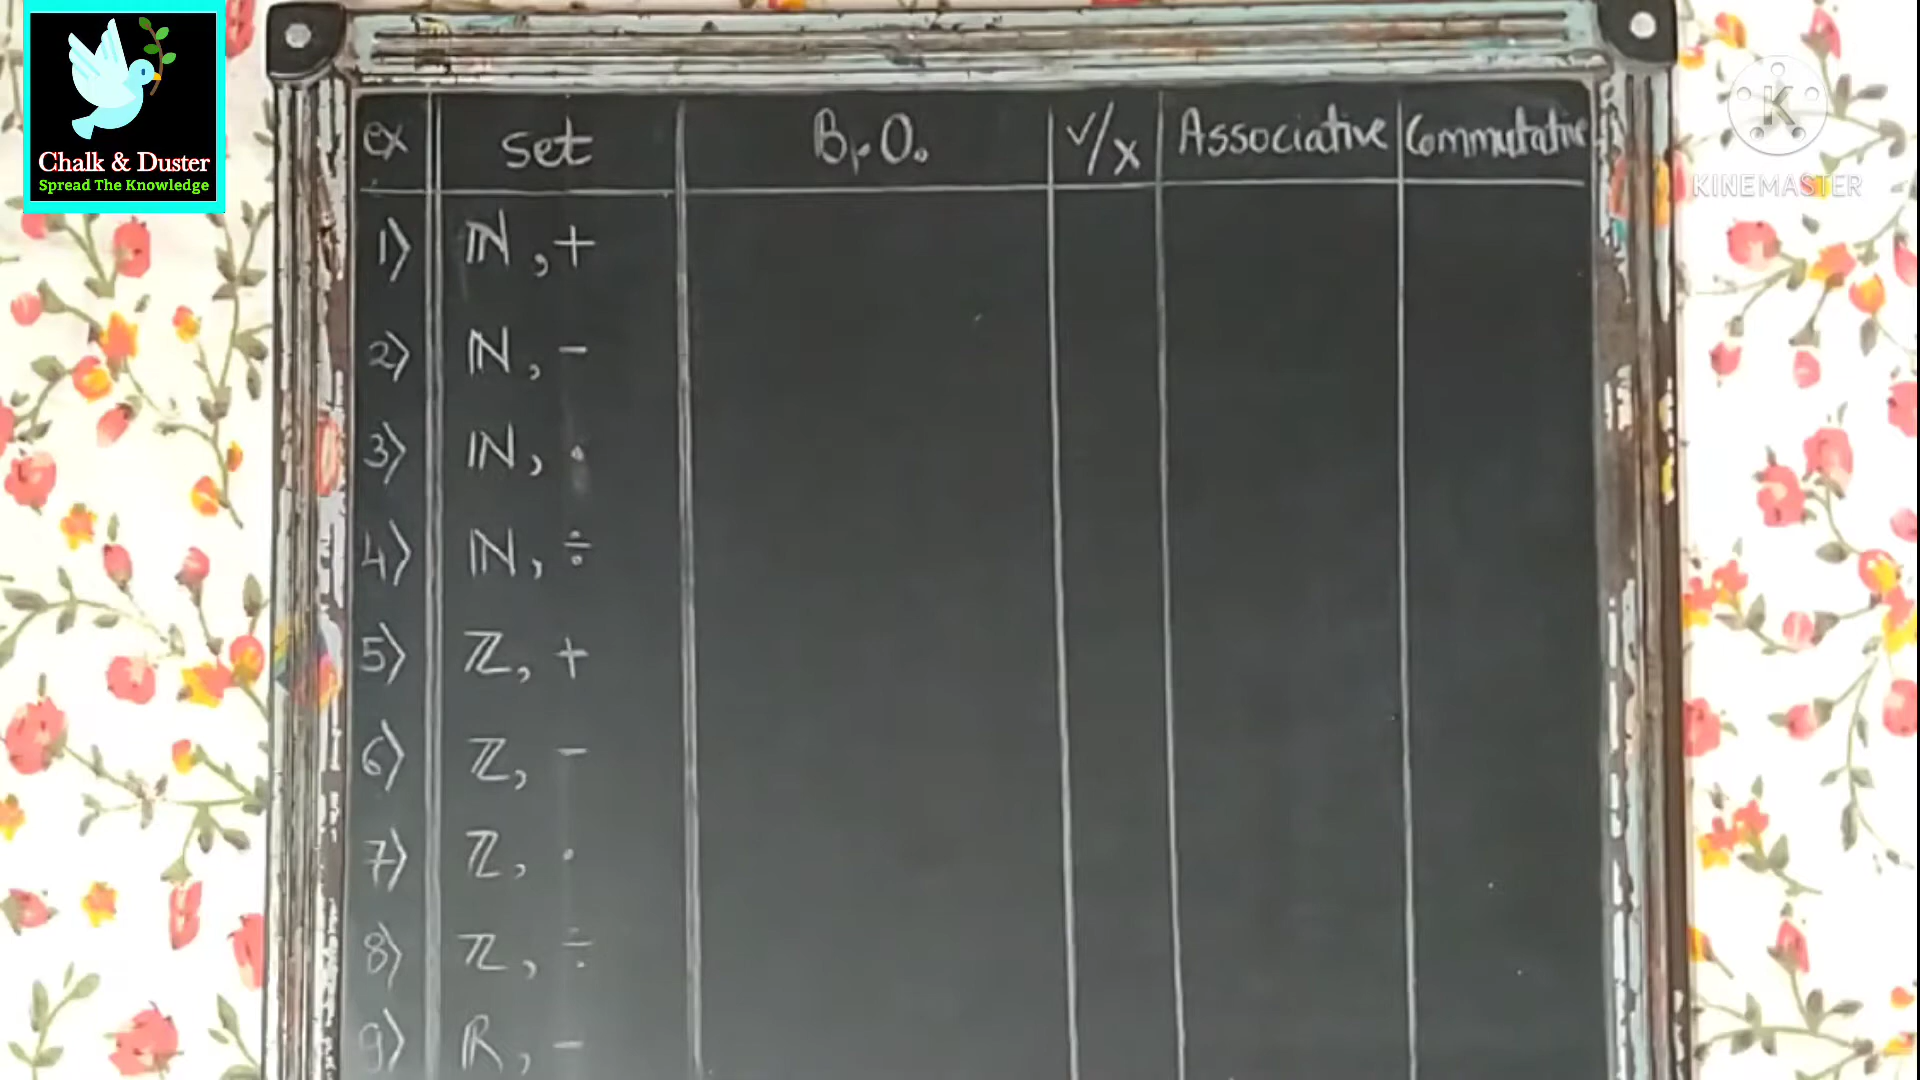 Chalk & Duster
Spread The Knowledge
KINEMASTER
ex set B.O. ✓/x Associative Commutative
1) ℕ, +
2) ℕ, -
3) ℕ, .
4) ℕ, ÷
5) ℤ, +
6) ℤ, -
7) ℤ, .
8) ℤ, ÷
9) ℝ, -